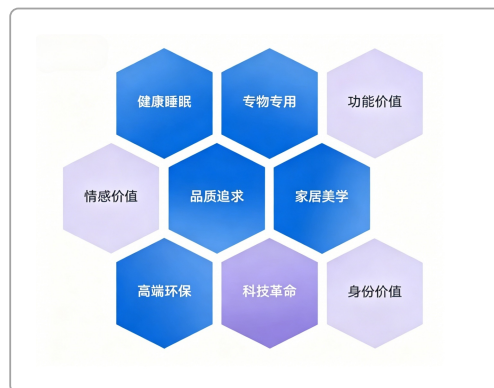 健康睡眠
专物专用
功能价值
情感价值
品质追求
家居美学
高端环保
科技革命
身份价值